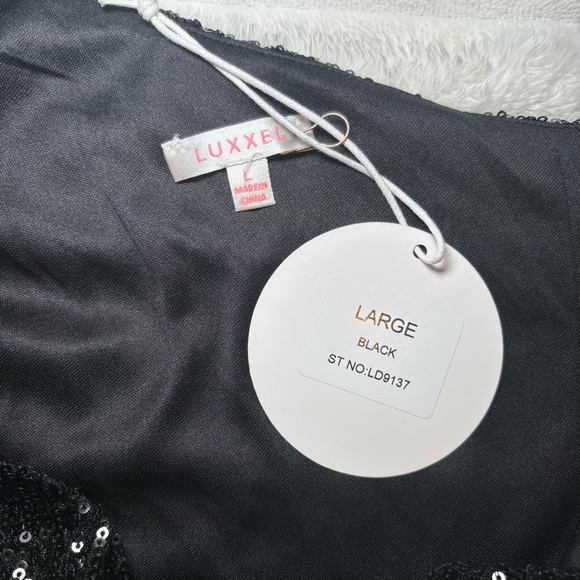 LUXXEL
L
MADE IN
CHINA
LARGE
BLACK
ST NO:LD9137